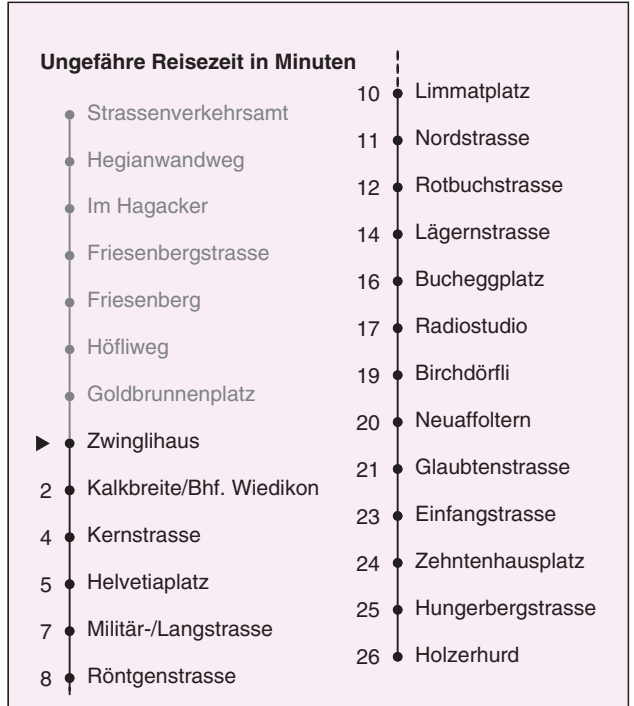 Ungefähre Reisezeit in Minuten
Strassenverkehrsamt
Hegianwandweg
Im Hagacker
Friesenbergstrasse
Friesenberg
Höfliweg
Goldbrunnenplatz
Zwinglihaus
2 Kalkbreite/Bhf. Wiedikon
4 Kernstrasse
5 Helvetiaplatz
7 Militär-/Langstrasse
8 Röntgenstrasse
10 Limmatplatz
11 Nordstrasse
12 Rotbuchstrasse
14 Lägernstrasse
16 Bucheggplatz
17 Radiostudio
19 Birchdörfli
20 Neuaffoltern
21 Glaubtenstrasse
23 Einfangstrasse
24 Zehntenhausplatz
25 Hungerbergstrasse
26 Holzerhurd